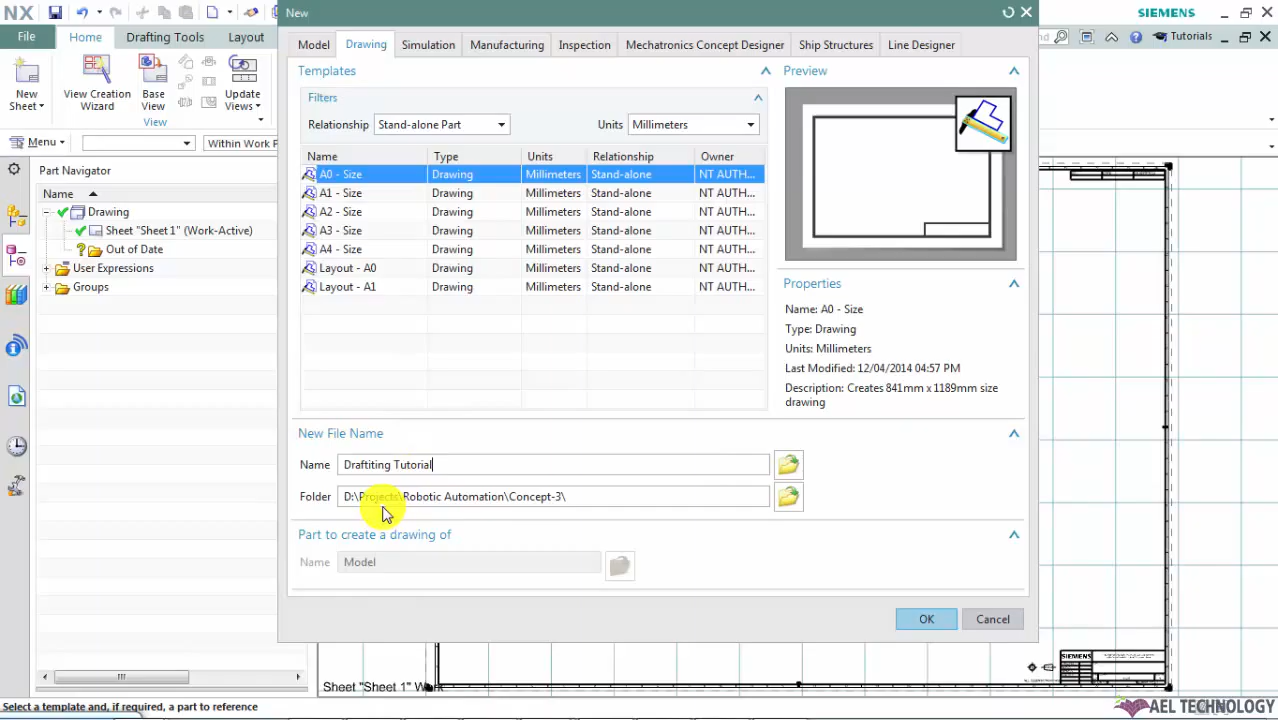 NX
New
SIEMENS
File Home Drafting Tools Layout
Model Drawing Simulation Manufacturing Inspection Mechatronics Concept Designer Ship Structures Line Designer
nd
Tutorials
New Sheet
View Creation Wizard
Base View
Update Views
View
Menu
Within Work P
Templates
Preview
Filters
Relationship Stand-alone Part Units Millimeters
Name Type Units Relationship Owner
A0 - Size Drawing Millimeters Stand-alone NT AUTH...
A1 - Size Drawing Millimeters Stand-alone NT AUTH...
A2 - Size Drawing Millimeters Stand-alone NT AUTH...
A3 - Size Drawing Millimeters Stand-alone NT AUTH...
A4 - Size Drawing Millimeters Stand-alone NT AUTH...
Layout - A0 Drawing Millimeters Stand-alone NT AUTH...
Layout - A1 Drawing Millimeters Stand-alone NT AUTH...
Part Navigator
Name
Drawing
Sheet "Sheet 1" (Work-Active)
Out of Date
User Expressions
Groups
Properties
Name: A0 - Size
Type: Drawing
Units: Millimeters
Last Modified: 12/04/2014 04:57 PM
Description: Creates 841mm x 1189mm size
drawing
New File Name
Name Draftiting Tutorial
Folder D:\Projects\Robotic Automation\Concept-3\
Part to create a drawing of
Name Model
OK Cancel
SIEMENS
Sheet "Sheet 1" W
Select a template and, if required, a part to reference
AEL TECHNOLOGY